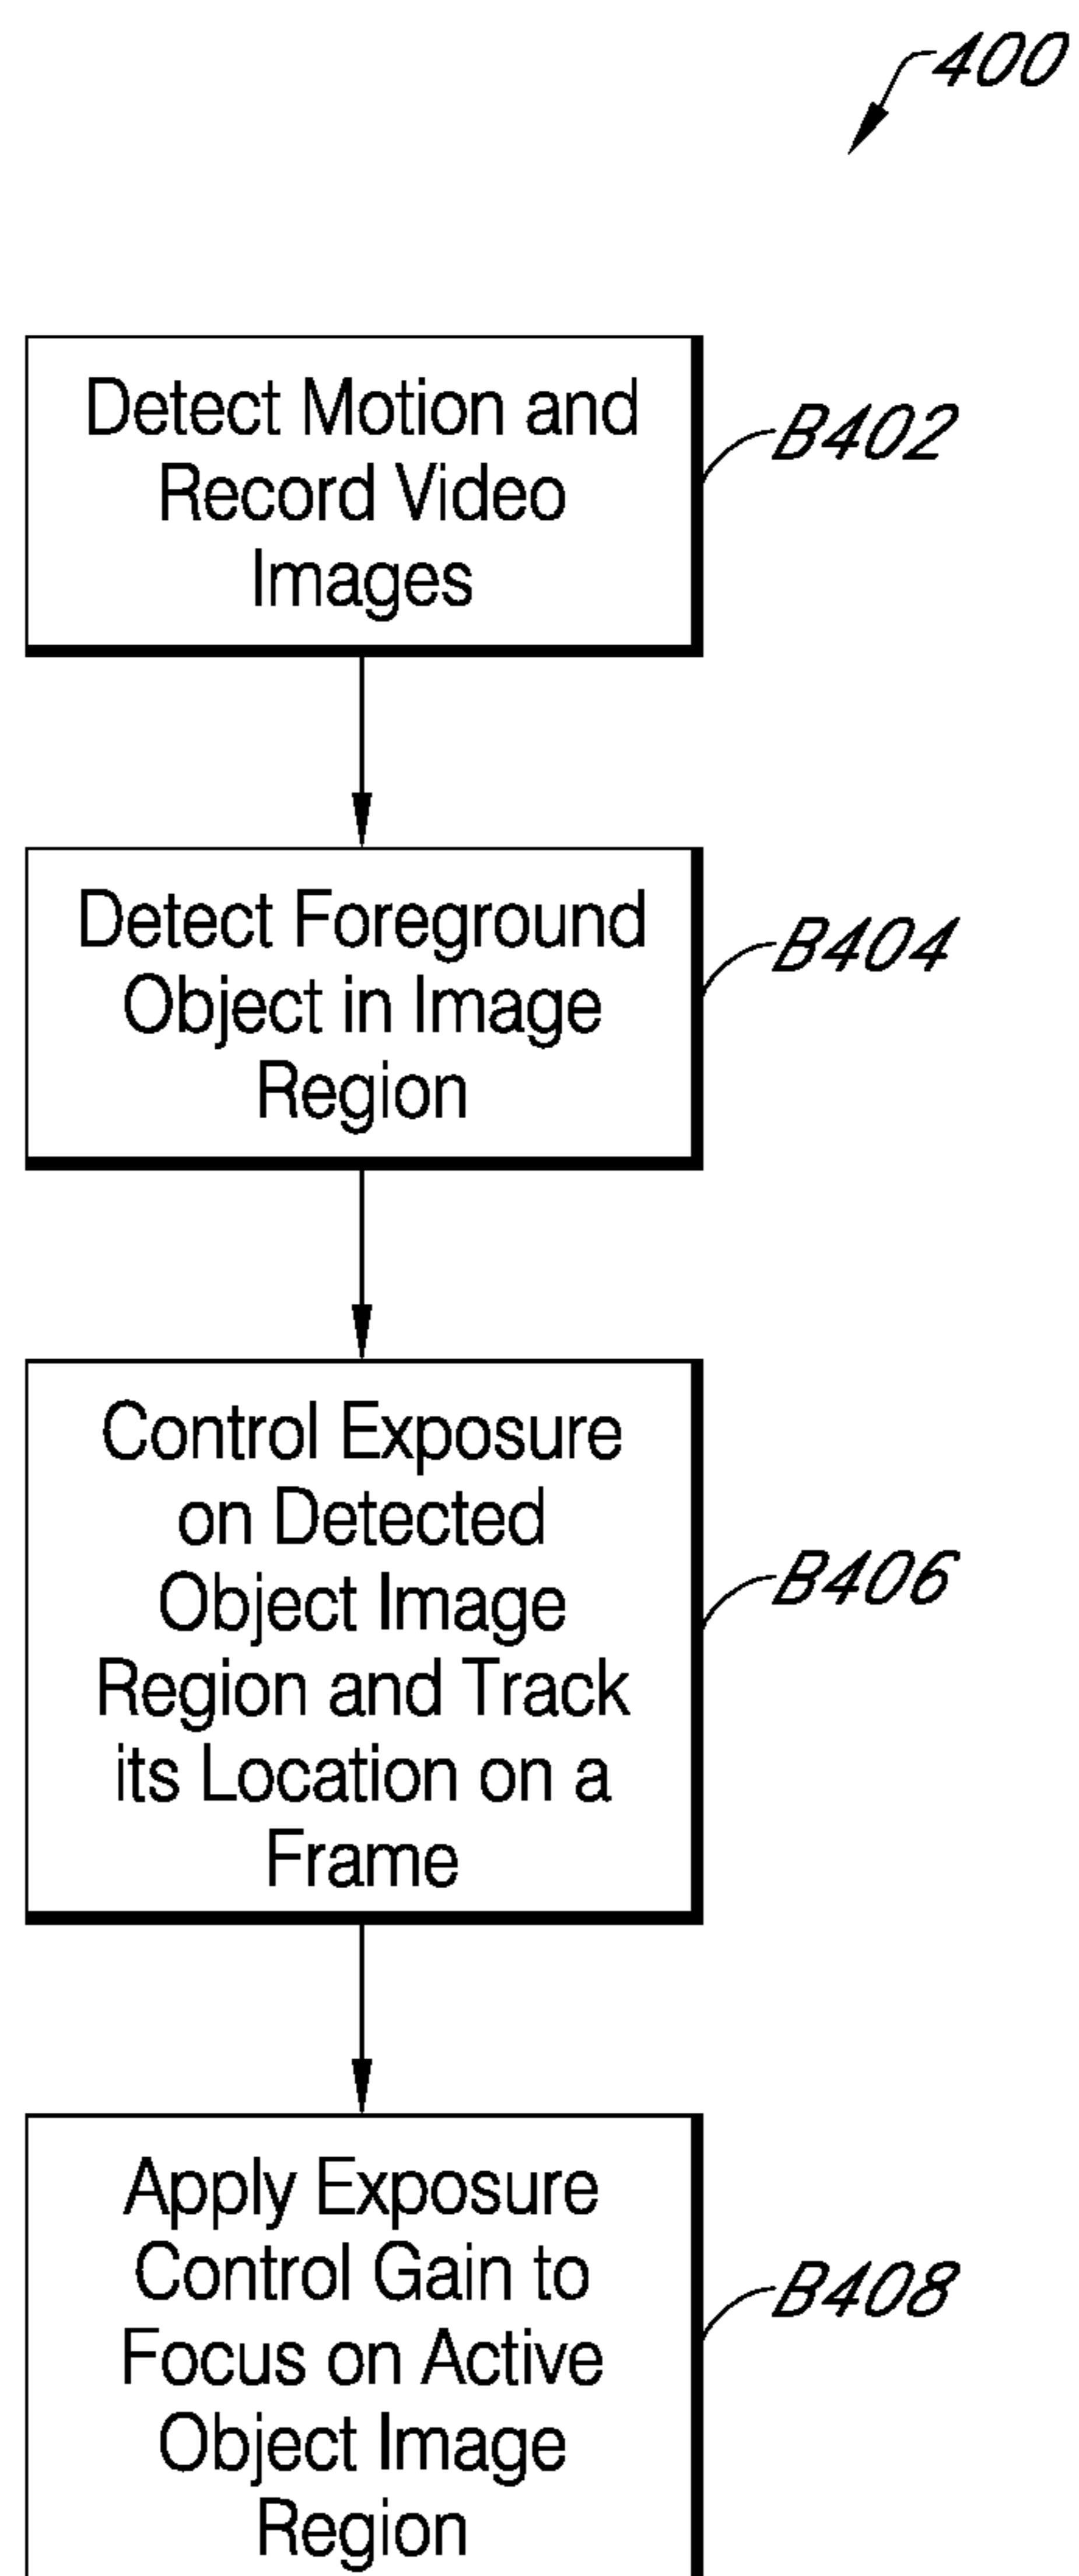 400
Detect Motion and
Record Video
Images
B402
Detect Foreground
Object in Image
Region
B404
Control Exposure
on Detected
Object Image
Region and Track
its Location on a
Frame
B406
Apply Exposure
Control Gain to
Focus on Active
Object Image
Region
B408